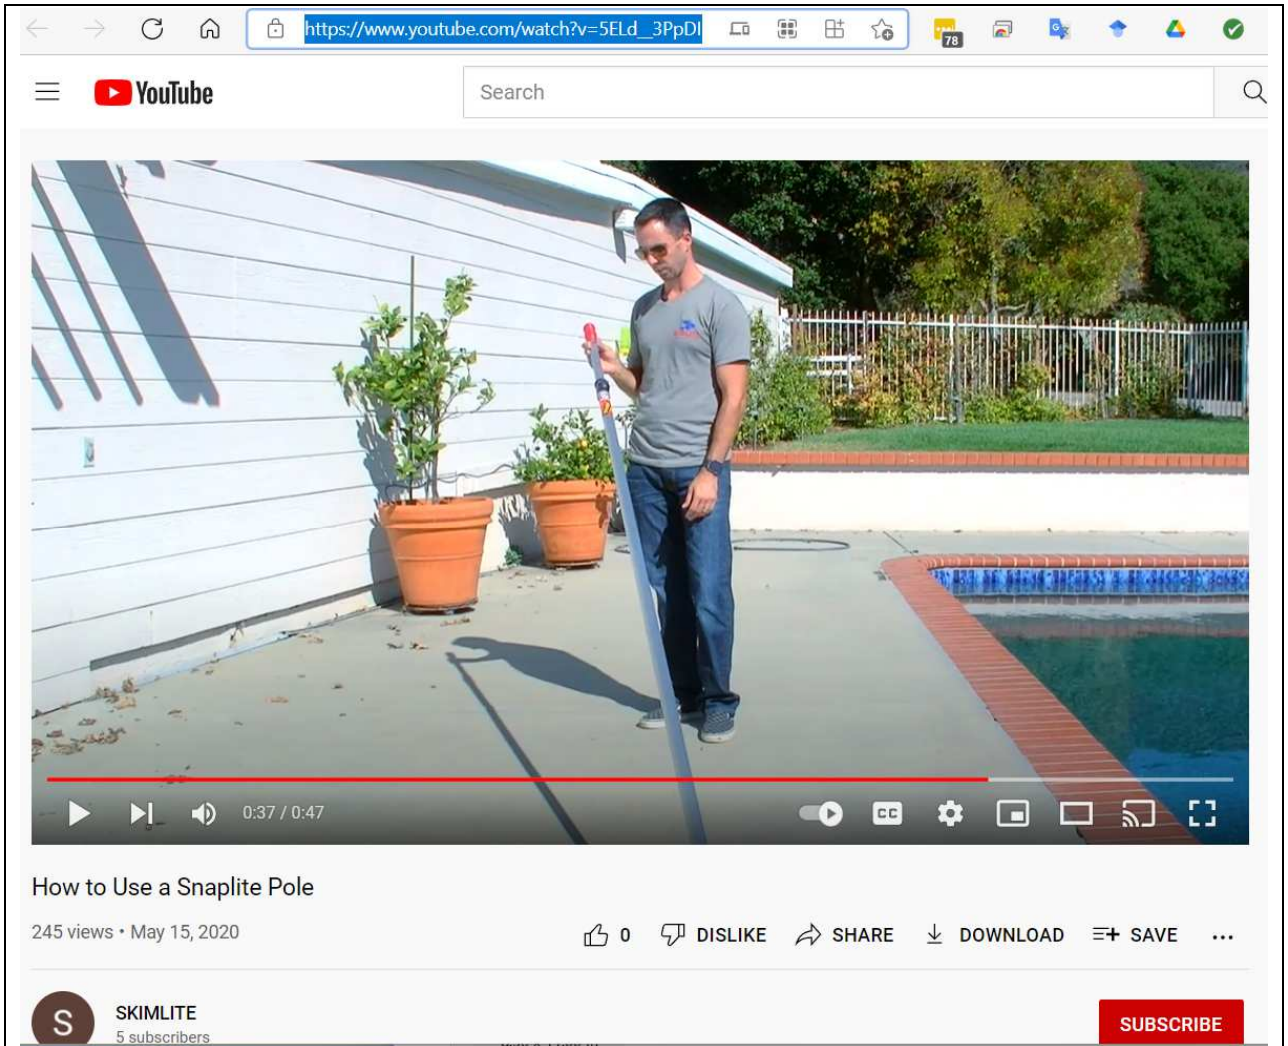 https://www.youtube.com/watch?v=5ELd__3PpDI
78
YouTube
Search
0:37 / 0:47
CC
How to Use a Snaplite Pole
245 views • May 15, 2020
0 DISLIKE SHARE DOWNLOAD SAVE ...
S
SKIMLITE
5 subscribers
SUBSCRIBE